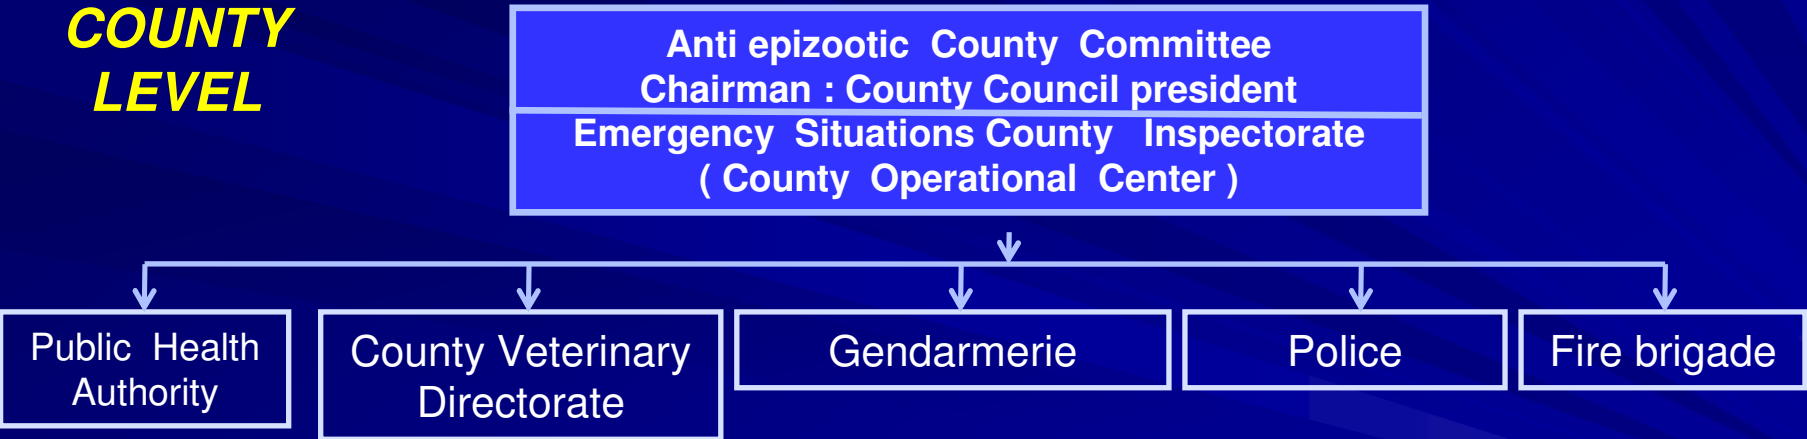 COUNTY
LEVEL
Anti epizootic County Committee
Chairman : County Council president
Emergency Situations County Inspectorate
( County Operational Center )
Public Health
Authority
County Veterinary
Directorate
Gendarmerie
Police
Fire brigade